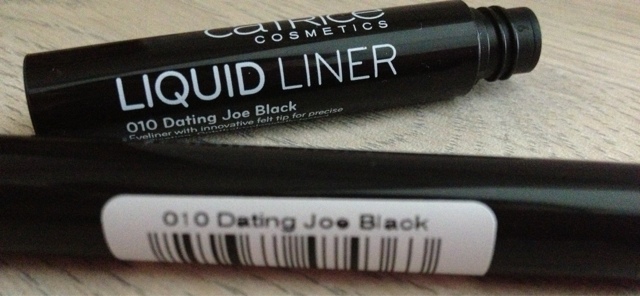 CATRICE
COSMETICS
LIQUID LINER
010 Dating Joe Black
Eyeliner with innovative felt tip for precise
010 Dating Joe Black